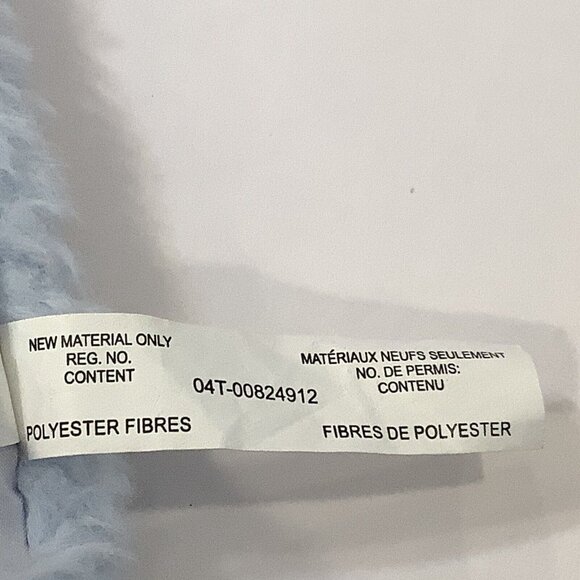 NEW MATERIAL ONLY
REG. NO.
CONTENT
04T-00824912
POLYESTER FIBRES
MATÉRIAUX NEUFS SEULEMENT
NO. DE PERMIS:
CONTENU
FIBRES DE POLYESTER